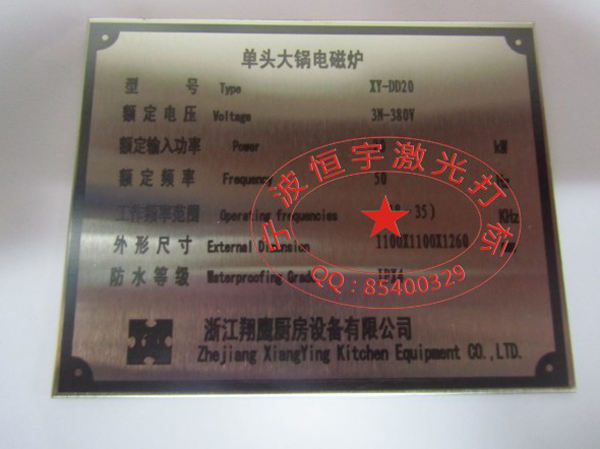 单头大锅电磁炉
型 号 Type XY-DD20
额定电压 Voltage 3N-380V
额定输入功率 Power kW
额定频率 Frequency 50 Hz
工作频率范围 Operating frequencies 35) KHz
外形尺寸 External Dimension 1100X1100X1260
防水等级 Waterproofing Grade IPX4
浙江翔鹰厨房设备有限公司
Zhejiang XiangYing Kitchen Equipment CO.,LTD.
宁波恒宇激光打标
QQ:85400329